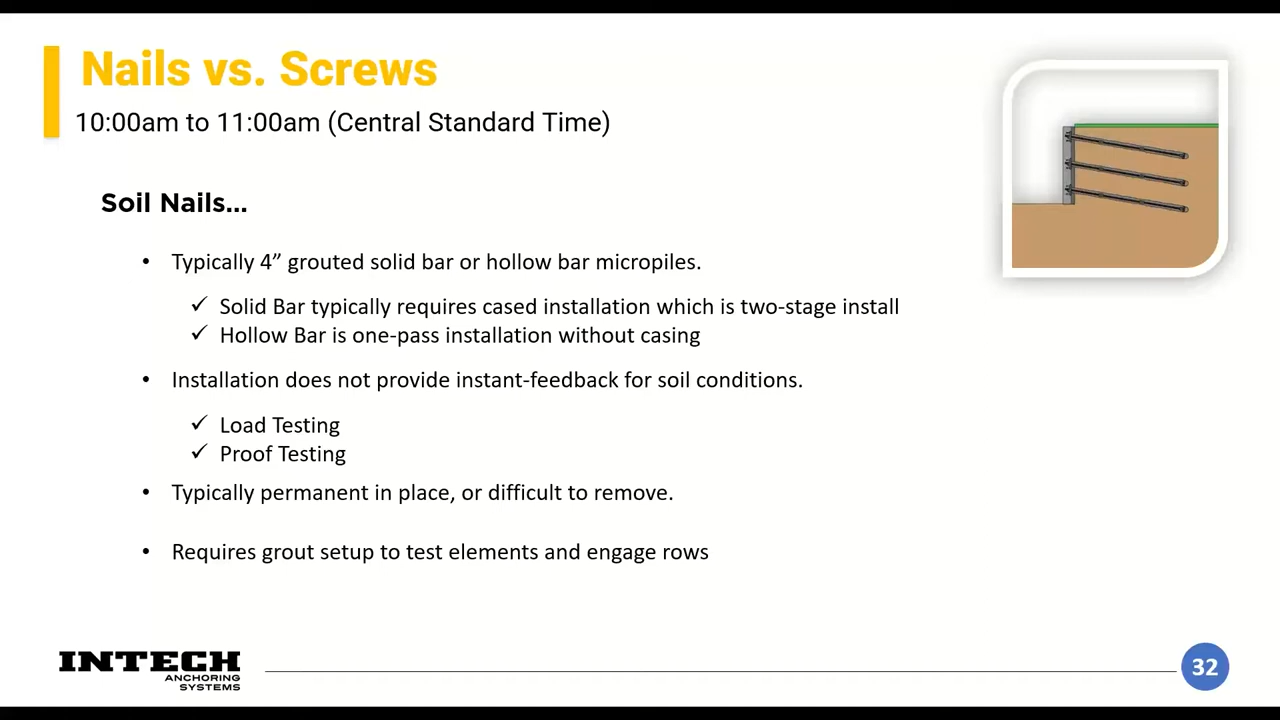 Nails vs. Screws
10:00am to 11:00am (Central Standard Time)
Soil Nails...
• Typically 4” grouted solid bar or hollow bar micropiles.
✓ Solid Bar typically requires cased installation which is two-stage install
✓ Hollow Bar is one-pass installation without casing
• Installation does not provide instant-feedback for soil conditions.
✓ Load Testing
✓ Proof Testing
• Typically permanent in place, or difficult to remove.
• Requires grout setup to test elements and engage rows
INTECH
ANCHORING
SYSTEMS
32